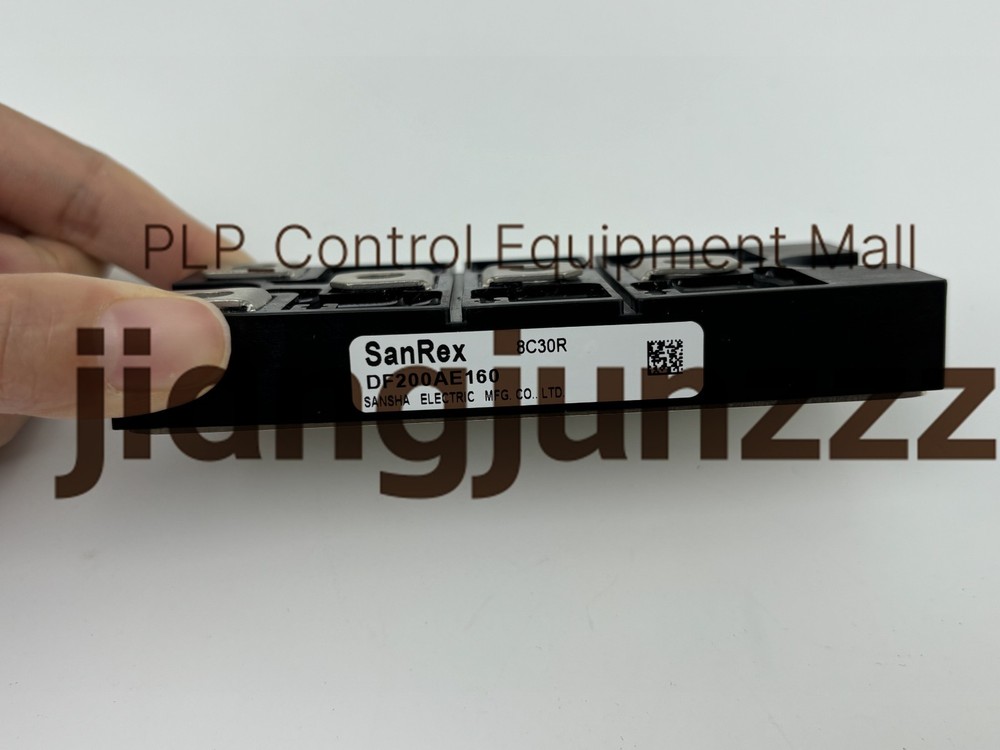 PLP Control Equipment Mall
SanRex 8C30R
DF200AE160
SANSHA ELECTRIC MFG. CO., LTD.
jiangjunzzz